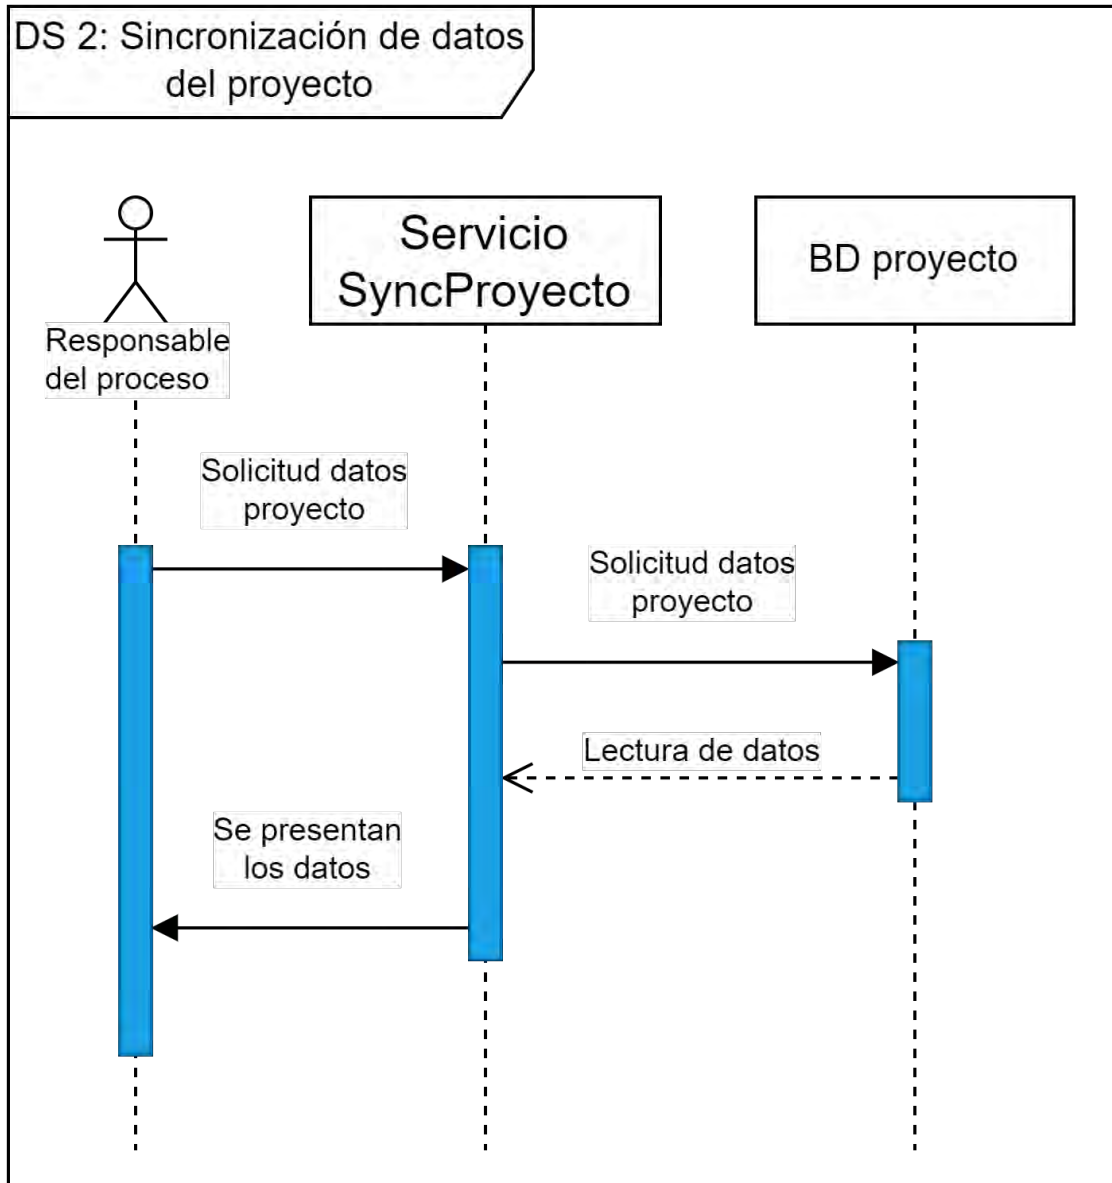 DS 2: Sincronización de datos
del proyecto
Servicio
SyncProyecto
BD proyecto
Responsable
del proceso
Solicitud datos
proyecto
Solicitud datos
proyecto
Lectura de datos
Se presentan
los datos